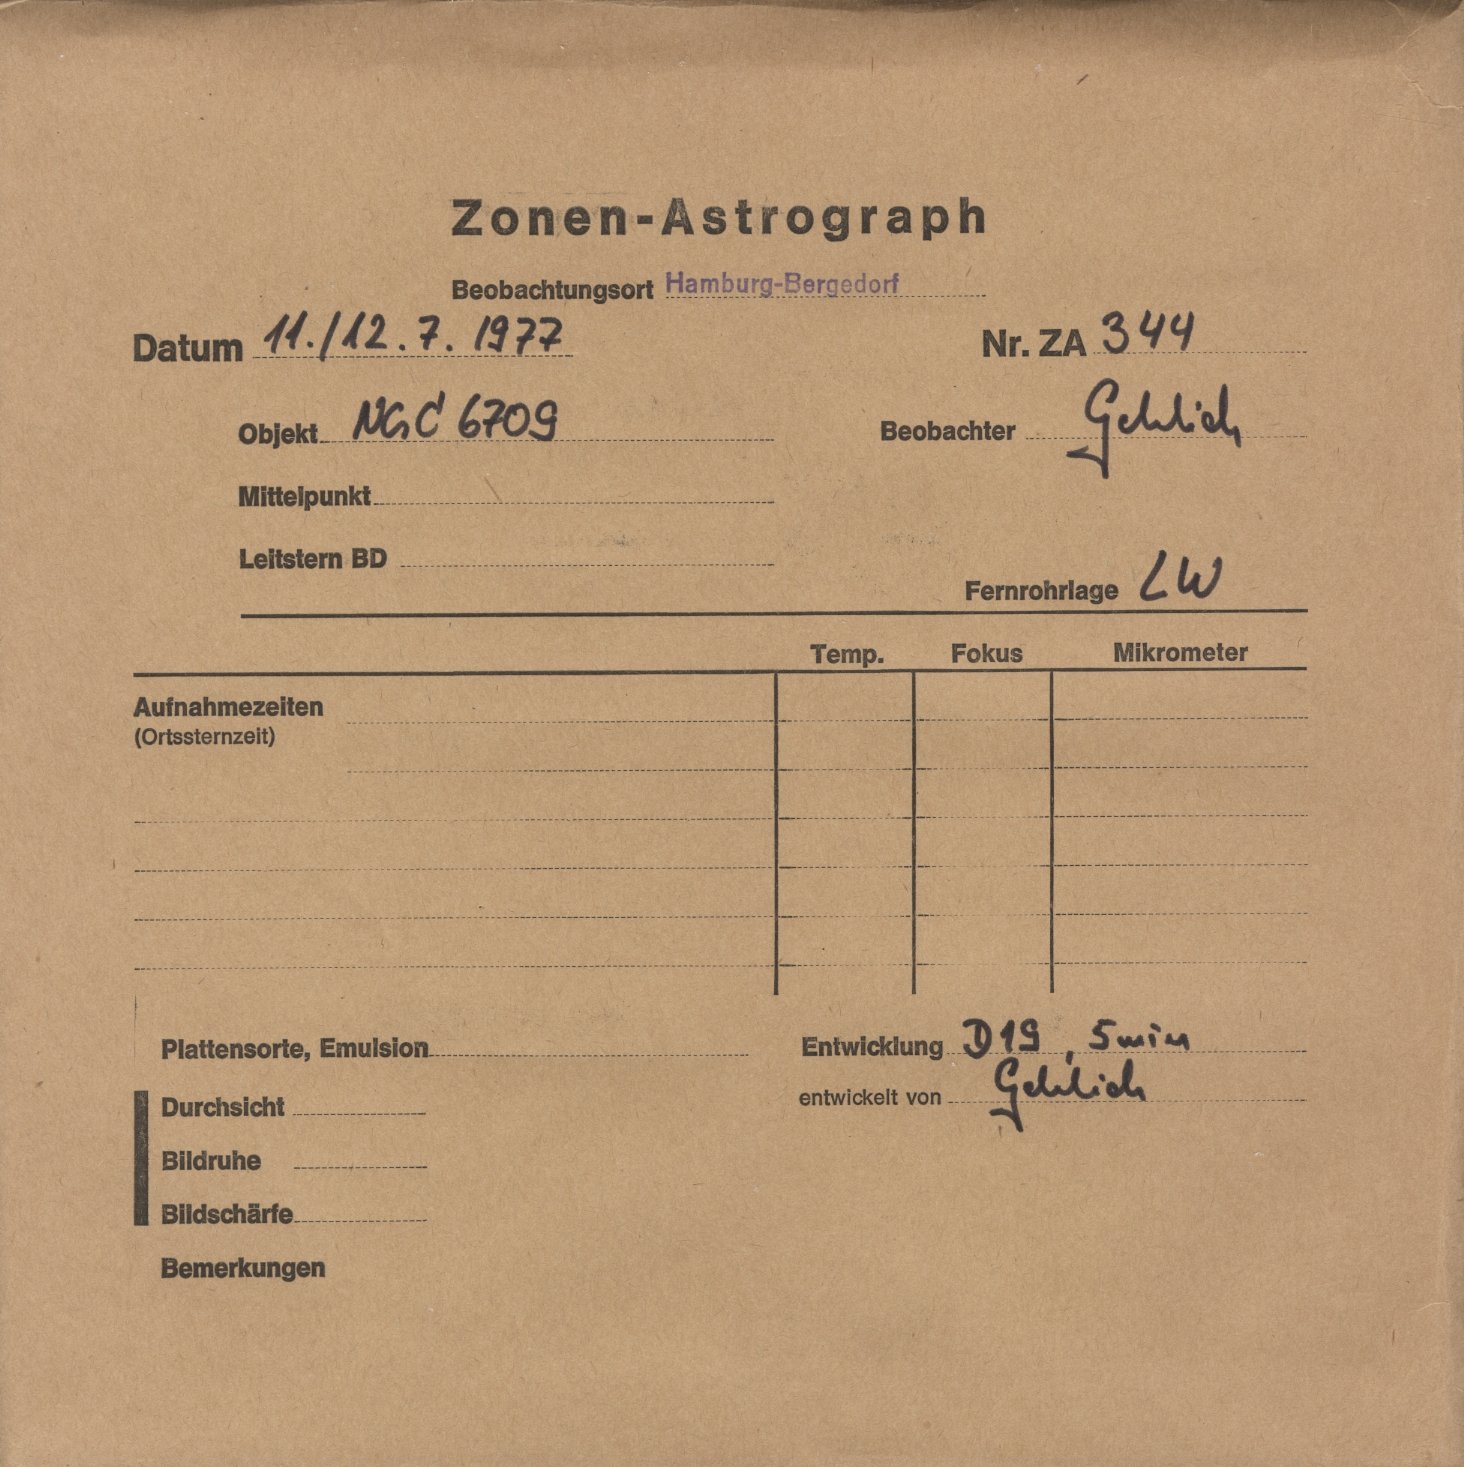 Zonen-Astrograph
Beobachtungsort Hamburg-Bergedorf
Datum 11./12.7.1977 Nr. ZA 344
Objekt NGC 6709 Beobachter Gehlich
Mittelpunkt
Leitstern BD
Fernrohrlage LW
Temp. Fokus Mikrometer
Aufnahmezeiten
(Ortssternzeit)
Plattensorte, Emulsion Entwicklung D19, 5min
Durchsicht entwickelt von Gehlich
Bildruhe
Bildschärfe
Bemerkungen